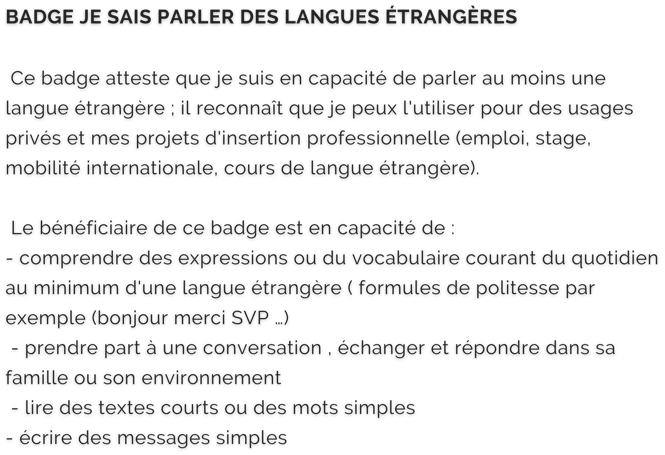 BADGE JE SAIS PARLER DES LANGUES ÉTRANGÈRES
Ce badge atteste que je suis en capacité de parler au moins une
langue étrangère ; il reconnaît que je peux l'utiliser pour des usages
privés et mes projets d'insertion professionnelle (emploi, stage,
mobilité internationale, cours de langue étrangère).
Le bénéficiaire de ce badge est en capacité de :
- comprendre des expressions ou du vocabulaire courant du quotidien
au minimum d'une langue étrangère ( formules de politesse par
exemple (bonjour merci SVP …)
- prendre part à une conversation , échanger et répondre dans sa
famille ou son environnement
- lire des textes courts ou des mots simples
- écrire des messages simples